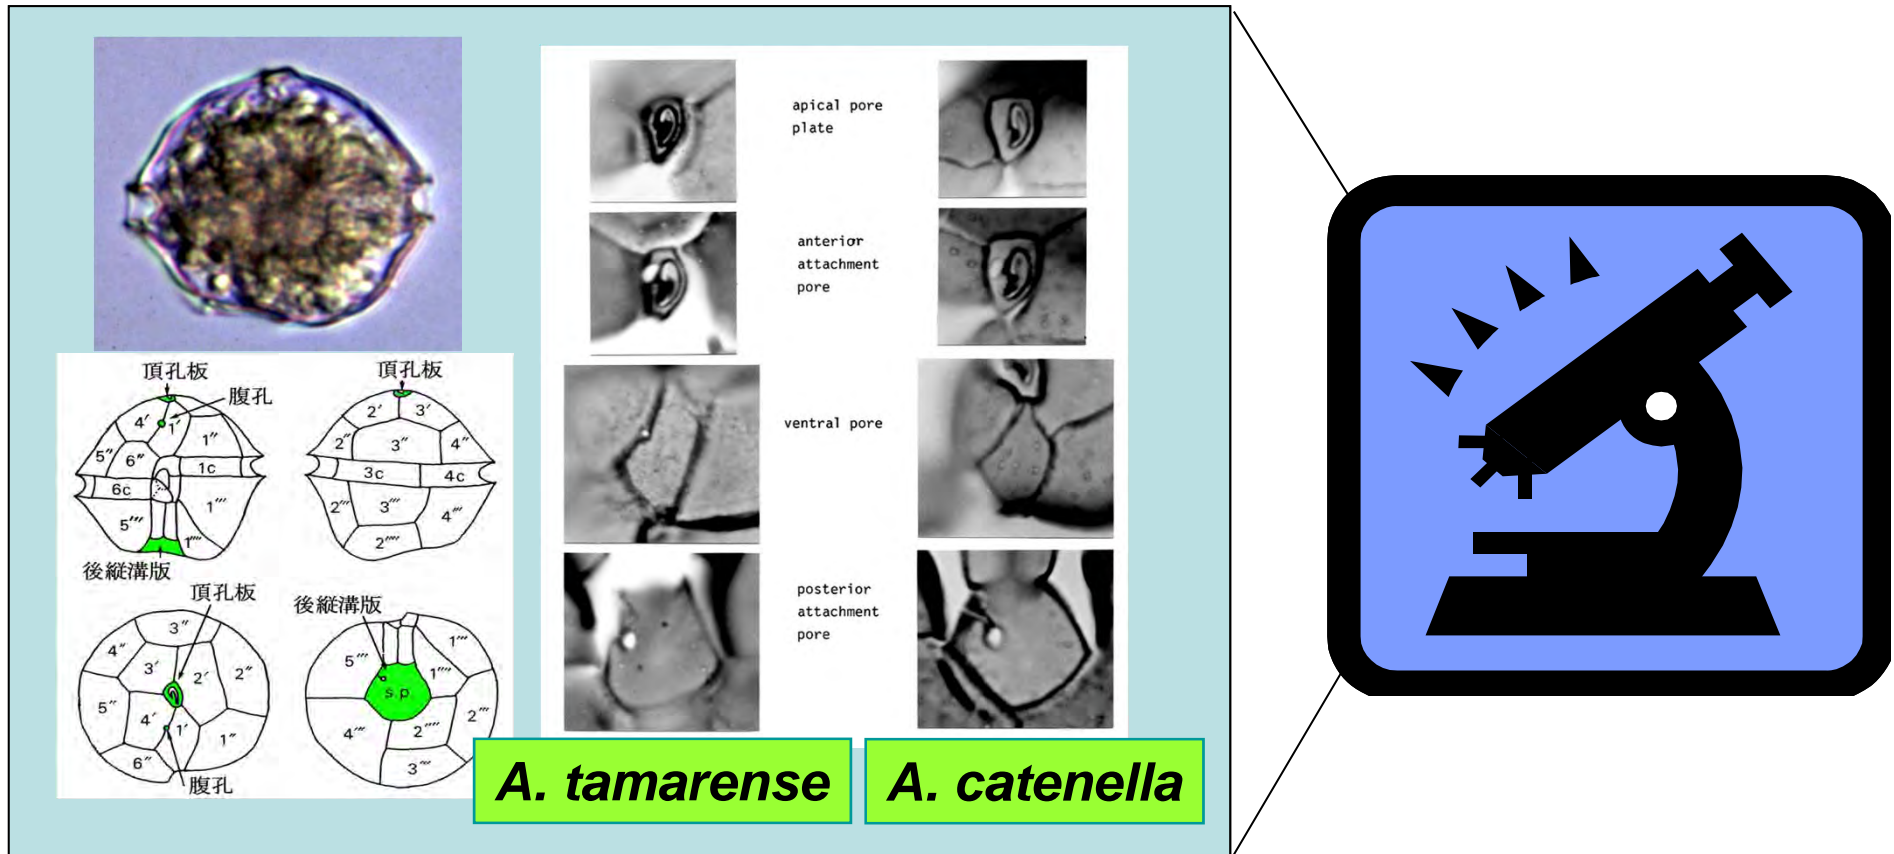 頂孔板
腹孔
4′
1′
1″
5″
6″
1c
6c
1‴
5‴
1⁗
後縦溝版
頂孔板
2′
3′
2″
3″
4″
3c
4c
2‴
3‴
4‴
2⁗
頂孔板
3″
4″
3′
2′
2″
5″
4′
1′
1″
6″
腹孔
後縦溝版
1‴
5‴
1⁗
s.p.
2‴
4‴
2⁗
3‴
apical pore
plate
anterior
attachment
pore
ventral pore
posterior
attachment
pore
A. tamarense
A. catenella